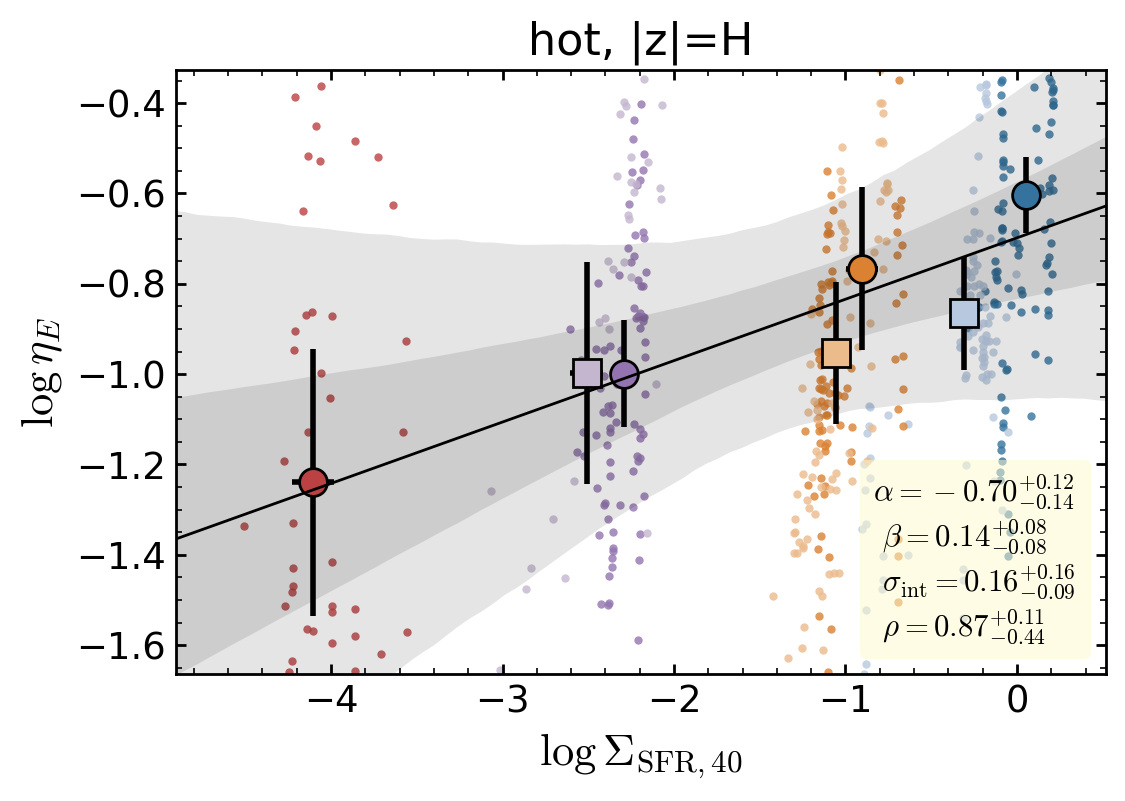 hot, |z|=H
log η_E
−0.4
−0.6
−0.8
−1.0
−1.2
−1.4
−1.6
α = −0.70^{+0.12}_{−0.14}
β = 0.14^{+0.08}_{−0.08}
σ_int = 0.16^{+0.16}_{−0.09}
ρ = 0.87^{+0.11}_{−0.44}
−4 −3 −2 −1 0
log Σ_{SFR, 40}